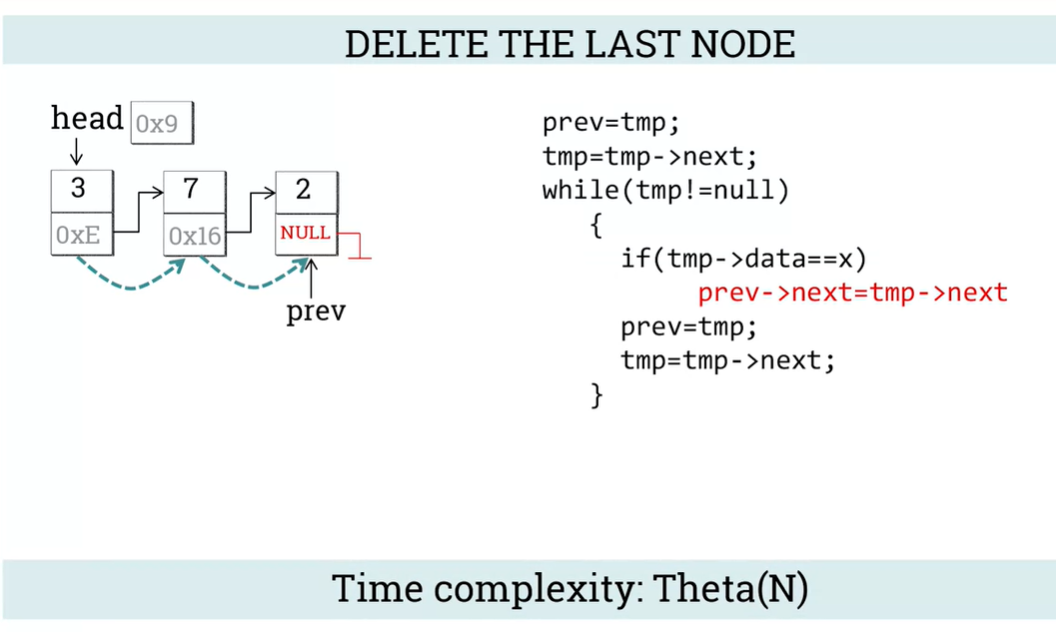 DELETE THE LAST NODE
head 0x9
3 7 2
0xE 0x16 NULL
prev
prev=tmp;
tmp=tmp->next;
while(tmp!=null)
{
if(tmp->data==x)
prev->next=tmp->next
prev=tmp;
tmp=tmp->next;
}
Time complexity: Theta(N)